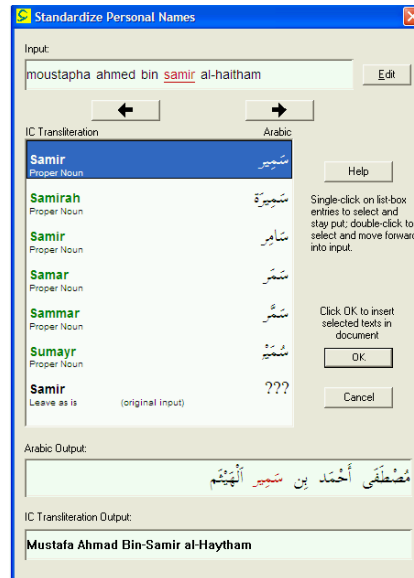 Standardize Personal Names
Input:
moustapha ahmed bin samir al-haitham
Edit
IC Transliteration Arabic
Samir سَمِير
Proper Noun
Samirah سَمِيرَة
Proper Noun
Samir سَامِر
Proper Noun
Samar سَمَر
Proper Noun
Sammar سَمَّر
Proper Noun
Sumayr سُمَيْر
Proper Noun
Samir ???
Leave as is (original input)
Help
Single-click on list-box
entries to select and
stay put; double-click to
select and move forward
into input.
Click OK to insert
selected texts in
document
OK
Cancel
Arabic Output:
مُصْطَفَى أَحْمَد بِن سَمِير اَلْهَيْثَم
IC Transliteration Output:
Mustafa Ahmad Bin-Samir al-Haytham